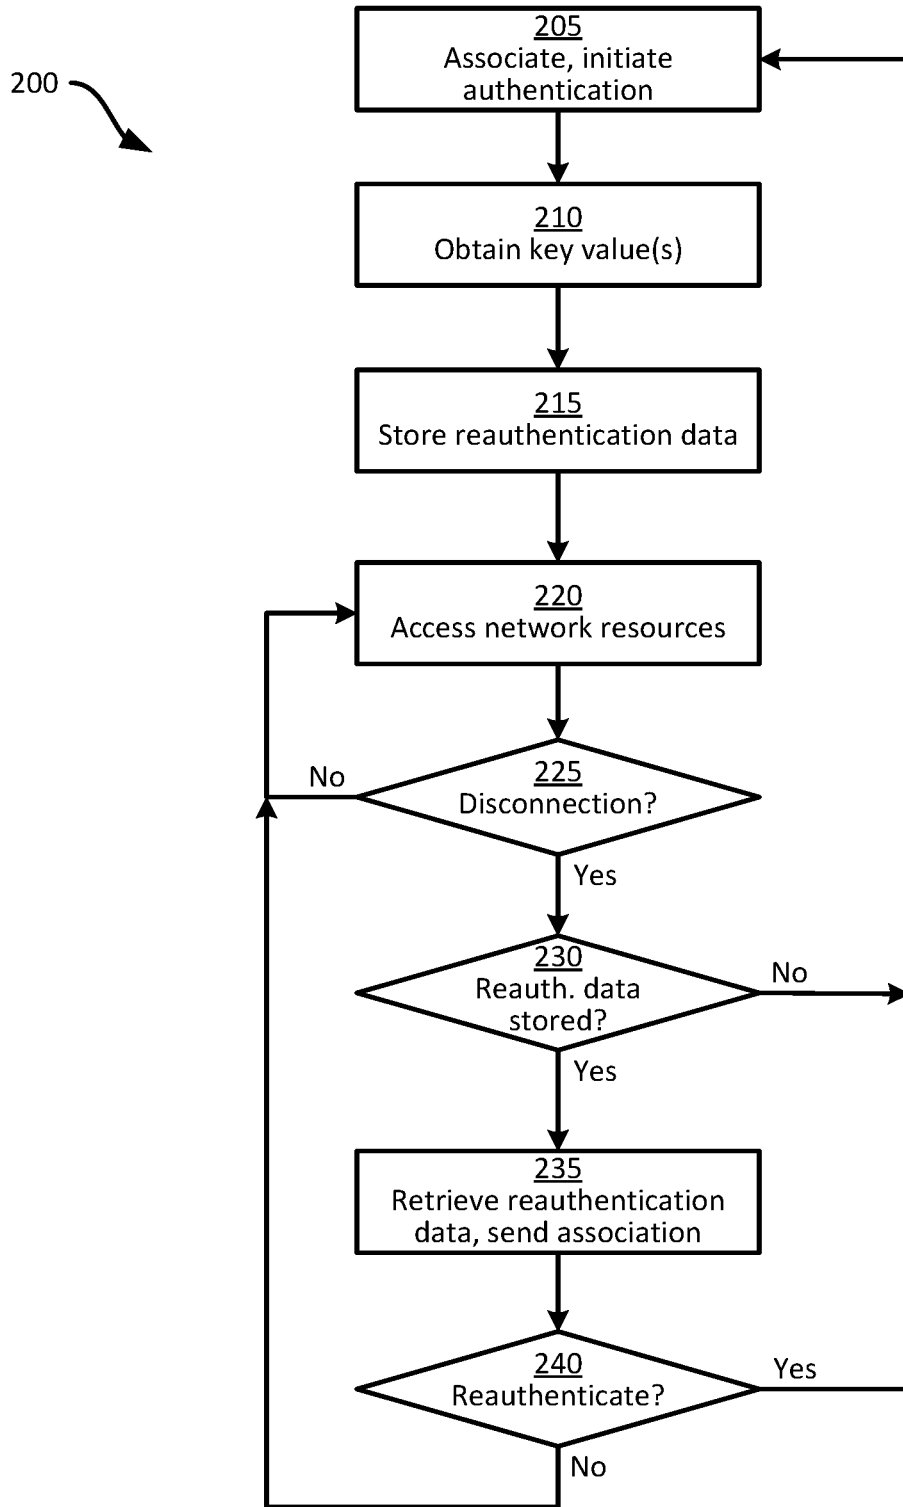 205
Associate, initiate
authentication
200
210
Obtain key value(s)
215
Store reauthentication data
220
Access network resources
No
225
Disconnection?
Yes
230
Reauth. data
stored?
No
Yes
235
Retrieve reauthentication
data, send association
240
Reauthenticate?
Yes
No